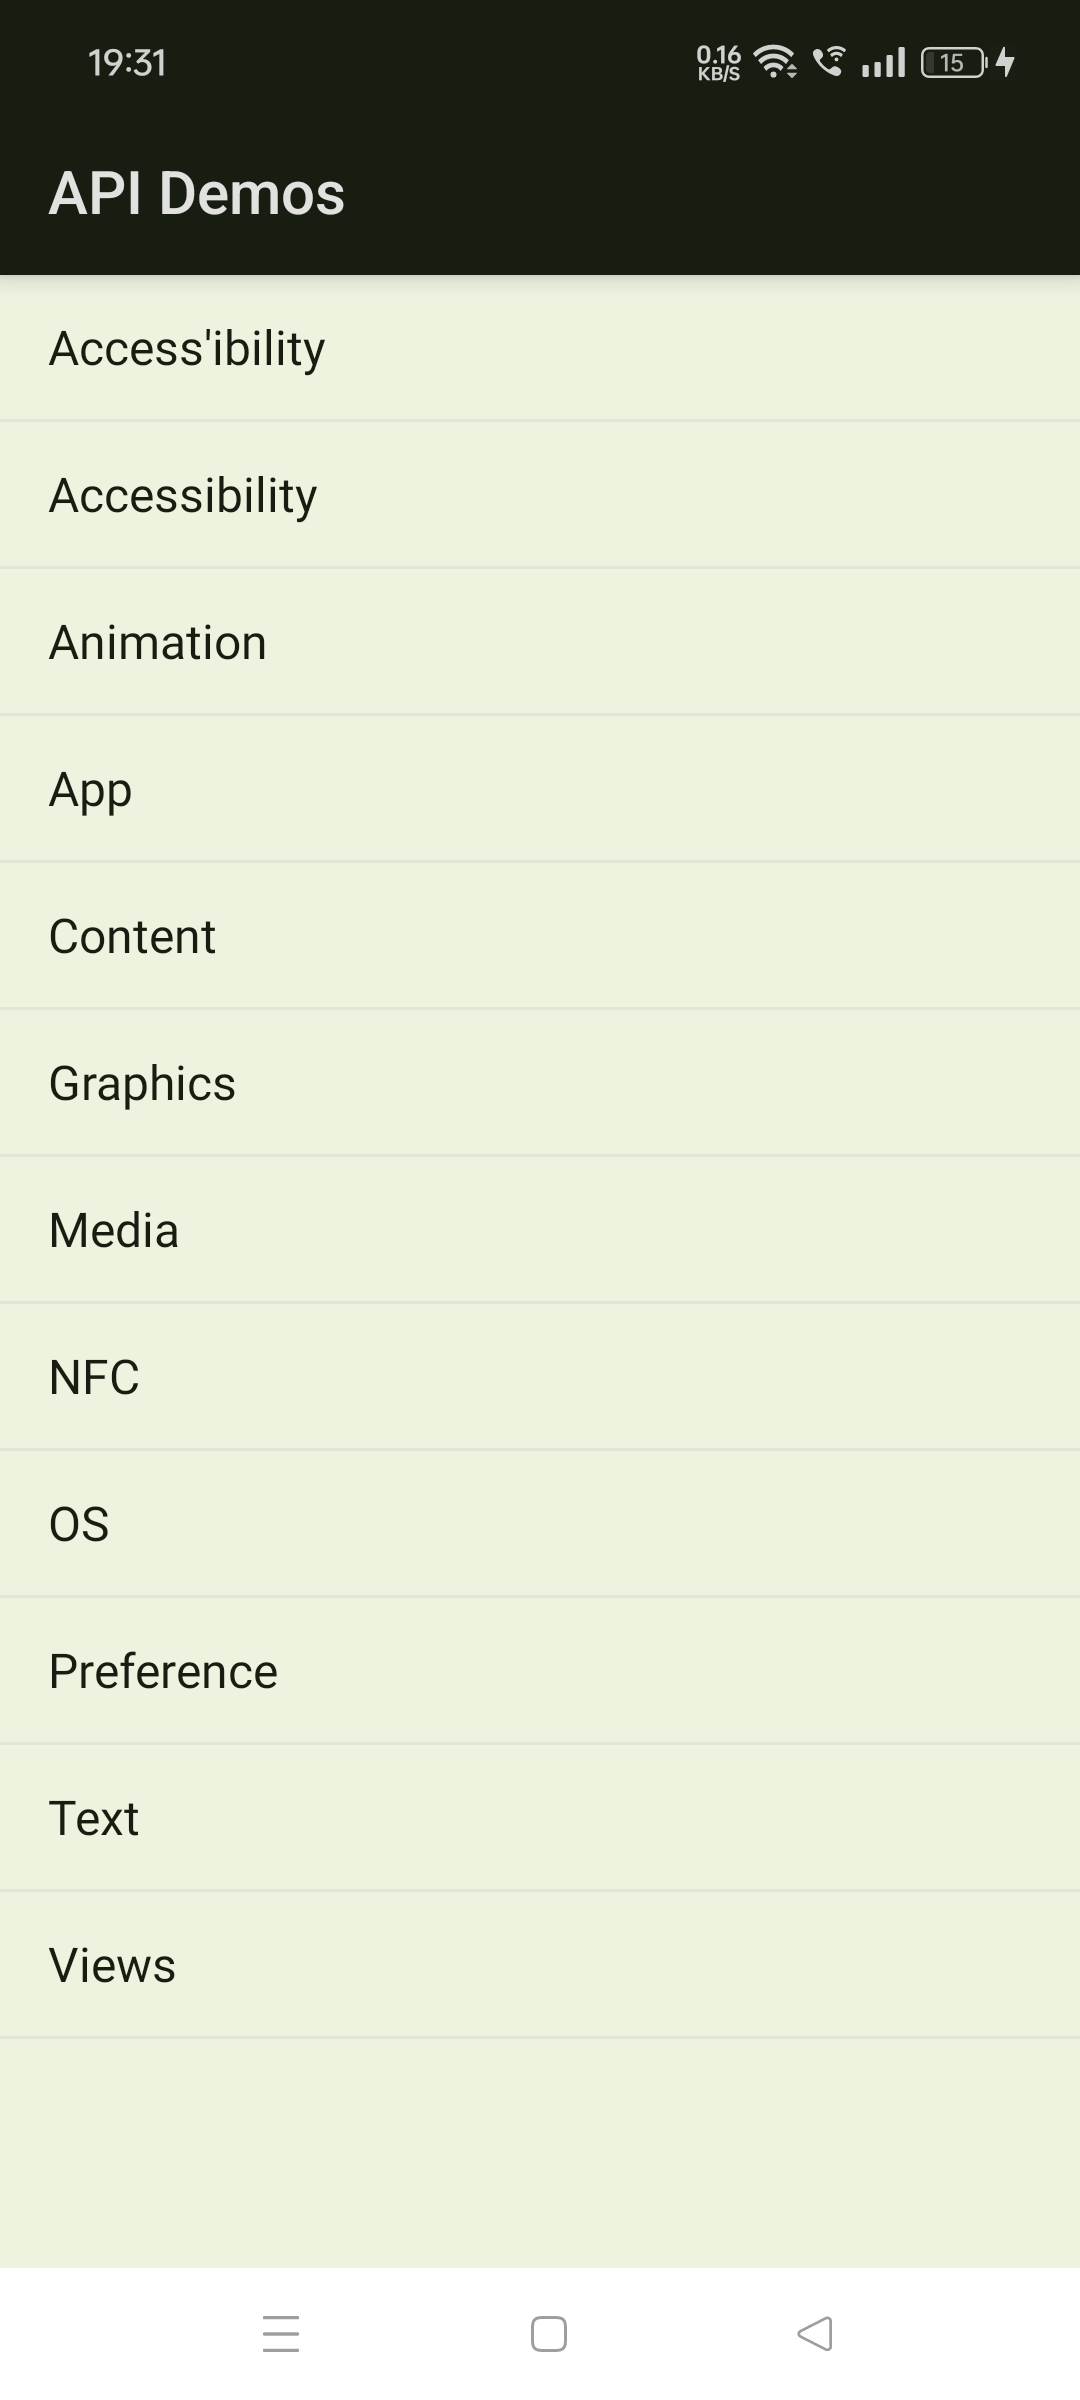 19:31
0.16
KB/S
15
API Demos
Access'ibility
Accessibility
Animation
App
Content
Graphics
Media
NFC
OS
Preference
Text
Views